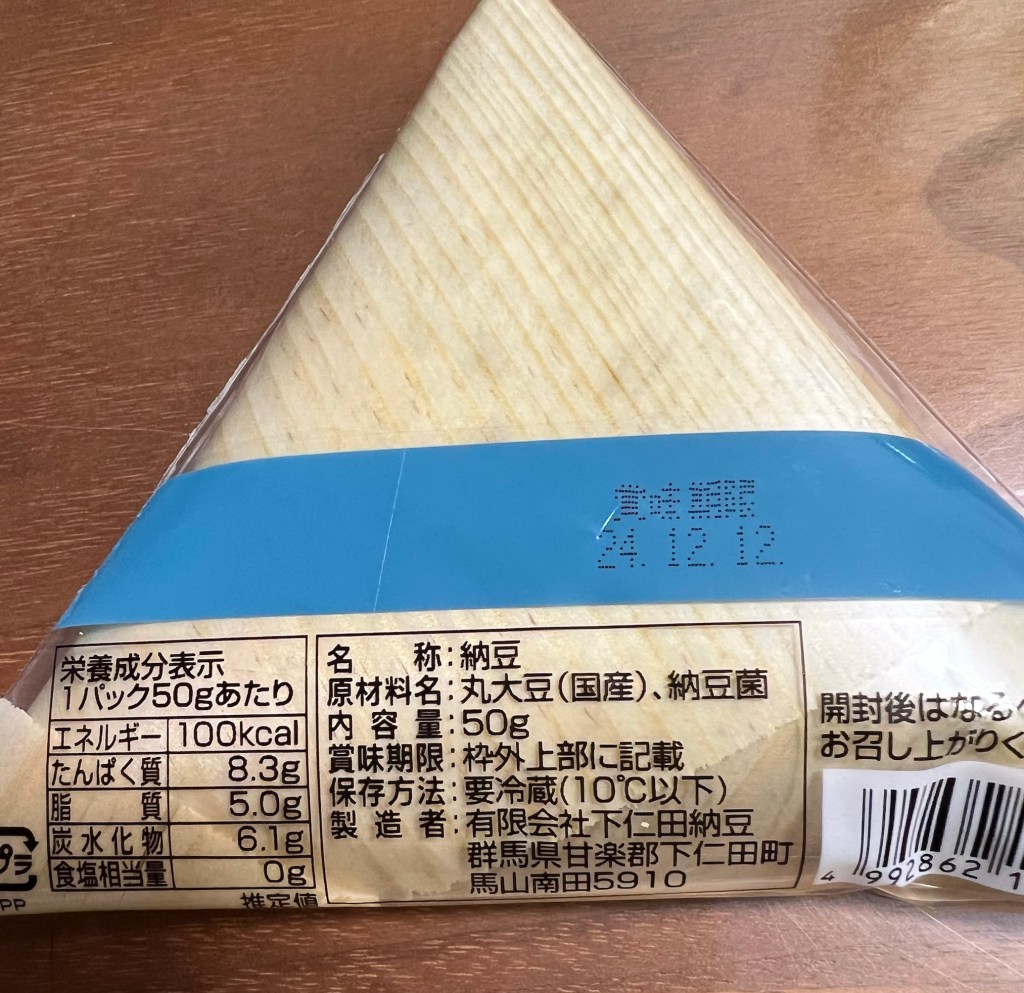 賞味期限
24.12.12.
栄養成分表示
1パック50gあたり
エネルギー 100kcal
たんぱく質 8.3g
脂 質 5.0g
炭水化物 6.1g
食塩相当量 0g
推定値
名 称:納豆
原材料名:丸大豆(国産)、納豆菌
内容量:50g
賞味期限:枠外上部に記載
保存方法:要冷蔵(10℃以下)
製造者:有限会社下仁田納豆
群馬県甘楽郡下仁田町
馬山南田5910
開封後はなる
お召し上がりく
4 992862 1
プラ
PP